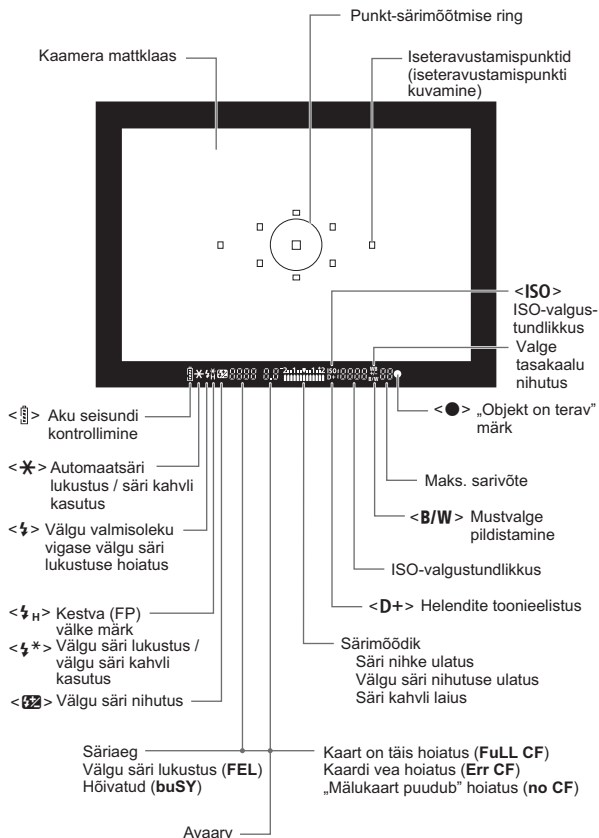 Punkt-särimõõtmise ring
Kaamera mattklaas
Iseteravustamispunktid
(iseteravustamispunkti
kuvamine)
<ISO>
ISO-valgus-
tundlikkus
Valge
tasakaalu
nihutus
<●> „Objekt on terav”
märk
Maks. sarivõte
<B/W> Mustvalge
pildistamine
ISO-valgustundlikkus
<D+> Helendite toonieelistus
Särimõõdik
Säri nihke ulatus
Välgu säri nihutuse ulatus
Säri kahvli laius
Aku seisundi
kontrollimine
<✱> Automaatsäri
lukustus / säri kahvli
kasutus
<⚡> Välgu valmisoleku
vigase välgu säri
lukustuse hoiatus
<⚡H> Kestva (FP)
välke märk
<⚡*> Välgu säri lukustus /
välgu säri kahvli
kasutus
Välgu säri nihutus
Säriaeg
Välgu säri lukustus (FEL)
Hõivatud (buSY)
Kaart on täis hoiatus (FuLL CF)
Kaardi vea hoiatus (Err CF)
„Mälukaart puudub” hoiatus (no CF)
Avaarv